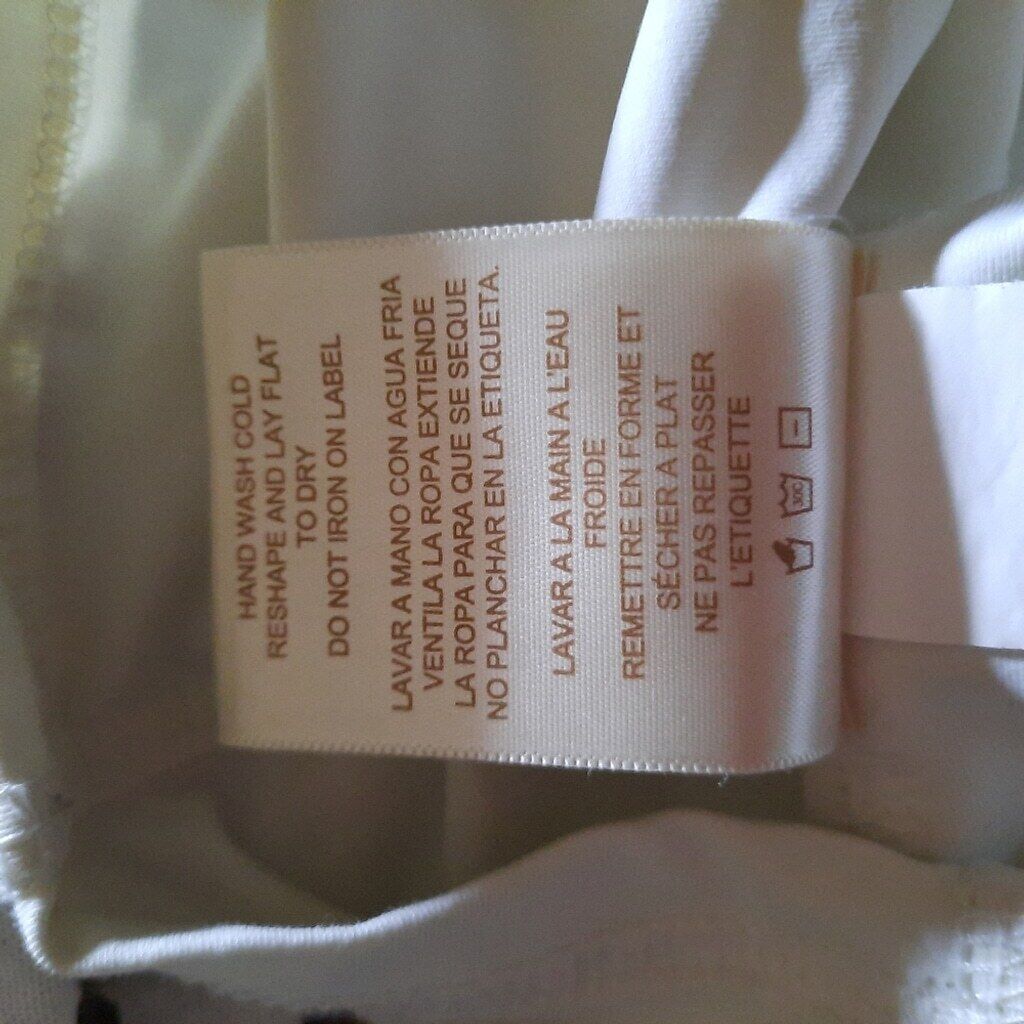 HAND WASH COLD
RESHAPE AND LAY FLAT
TO DRY
DO NOT IRON ON LABEL
LAVAR A MANO CON AGUA FRIA
VENTILA LA ROPA EXTIENDE
LA ROPA PARA QUE SE SEQUE
NO PLANCHAR EN LA ETIQUETA.
LAVAR A LA MAIN A L'EAU
FROIDE
REMETTRE EN FORME ET
SÉCHER A PLAT
NE PAS REPASSER
L'ETIQUETTE
30C